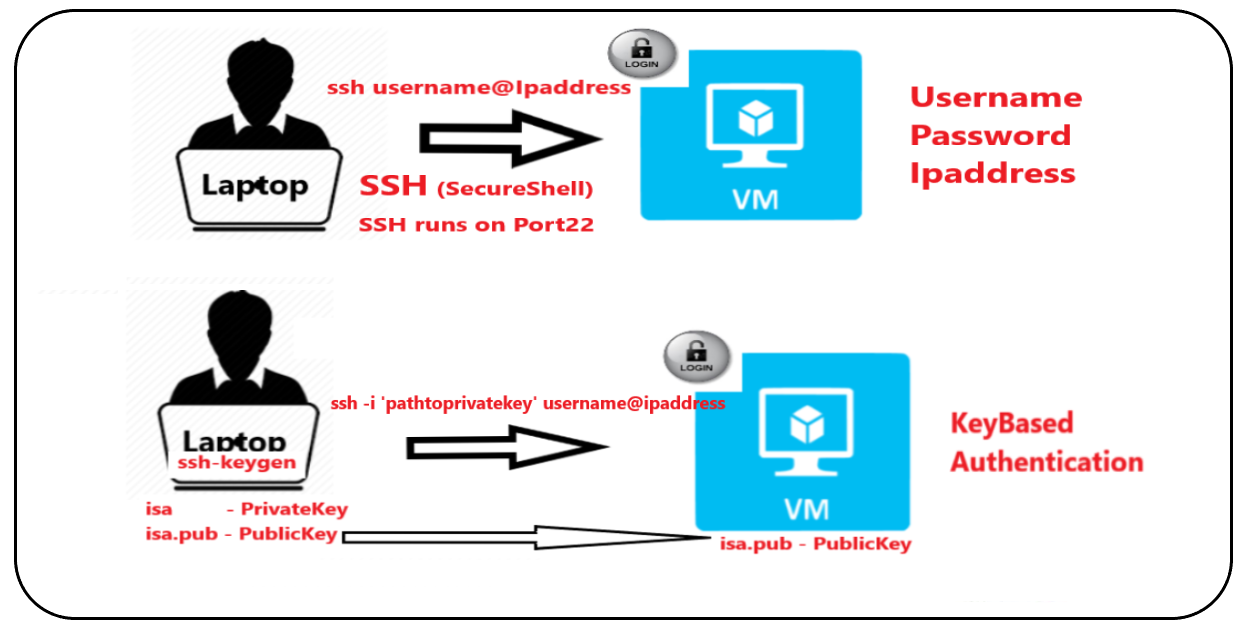 LOGIN
ssh username@Ipaddress
Username
Password
Ipaddress
Laptop
SSH (SecureShell)
SSH runs on Port22
VM
LOGIN
ssh -i 'pathtoprivatekey' username@ipaddress
KeyBased
Authentication
Laptop
ssh-keygen
VM
isa - PrivateKey
isa.pub - PublicKey
isa.pub - PublicKey